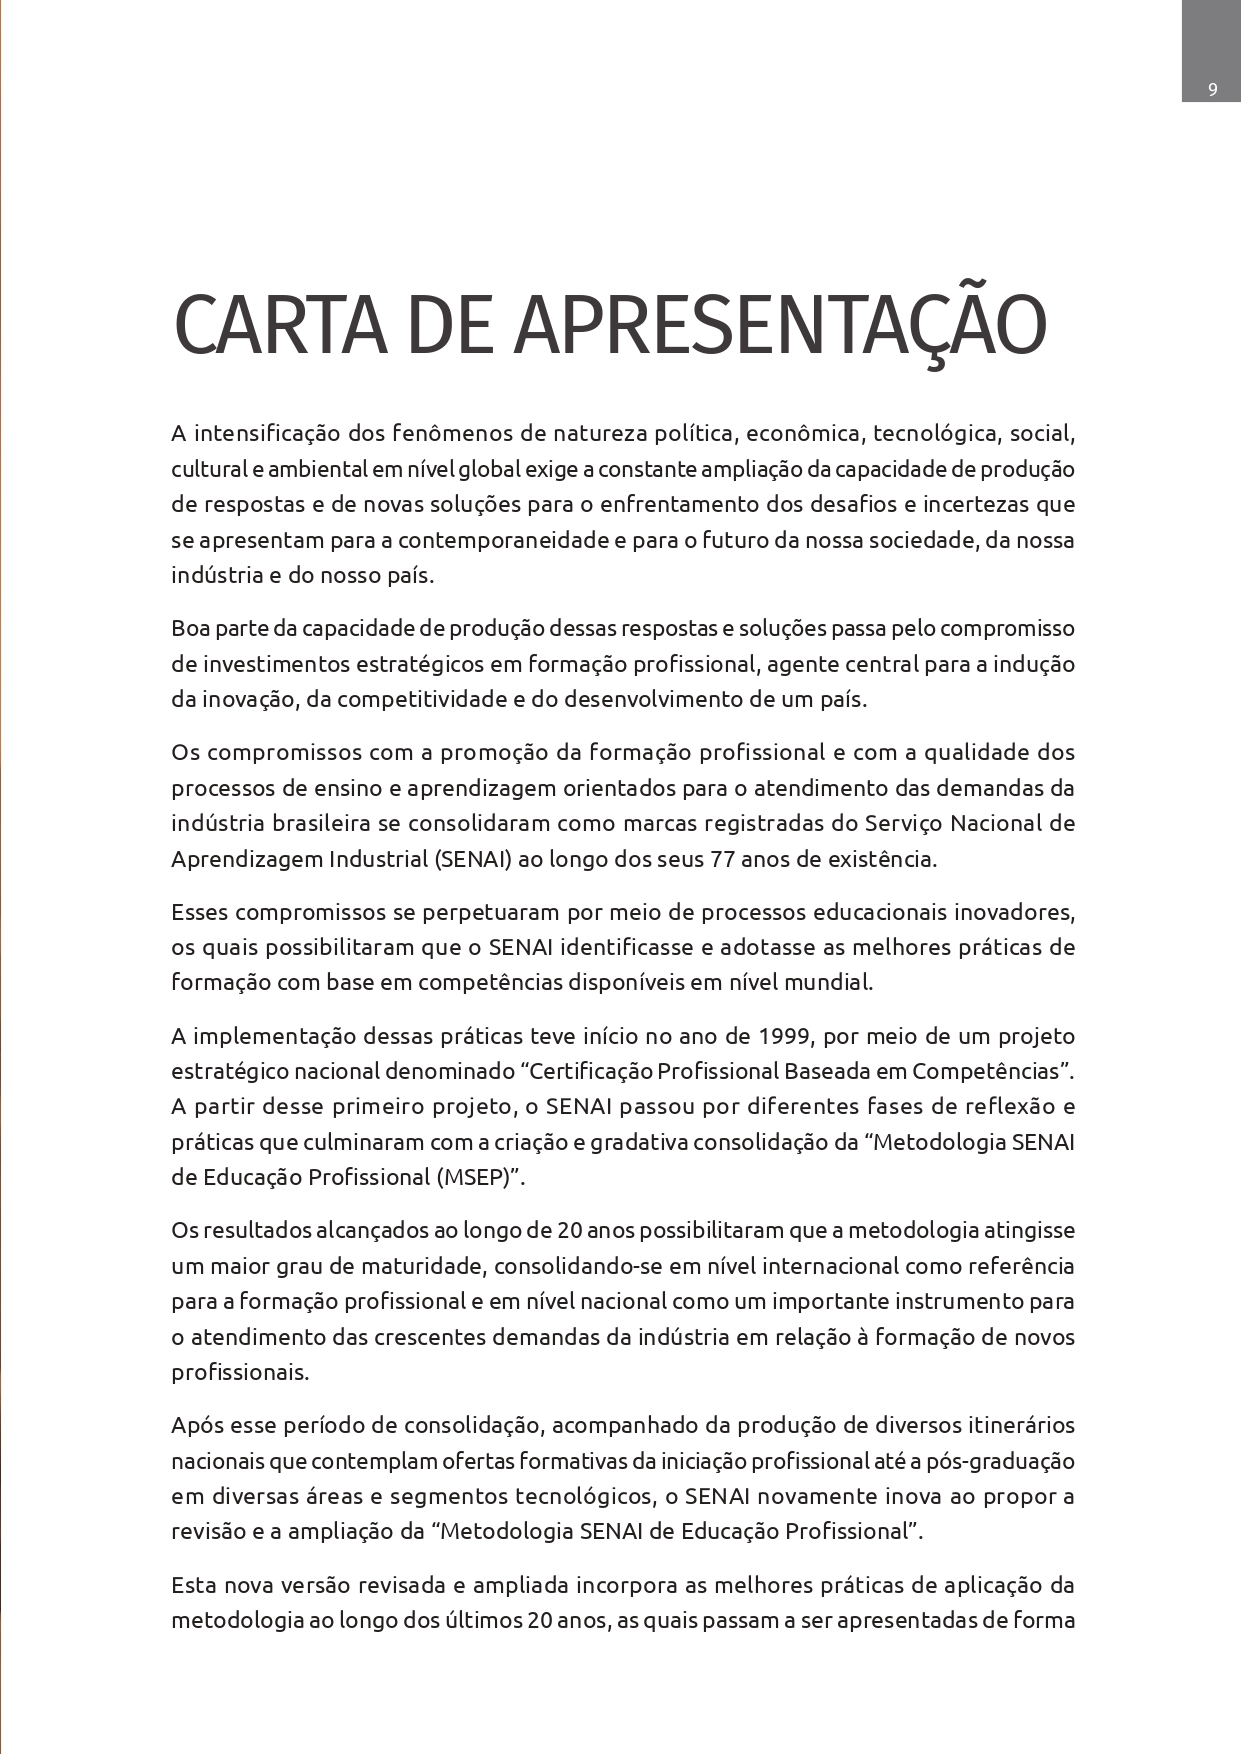 9
CARTA DE APRESENTAÇÃO
A intensificação dos fenômenos de natureza política, econômica, tecnológica, social,
cultural e ambiental em nível global exige a constante ampliação da capacidade de produção
de respostas e de novas soluções para o enfrentamento dos desafios e incertezas que
se apresentam para a contemporaneidade e para o futuro da nossa sociedade, da nossa
indústria e do nosso país.
Boa parte da capacidade de produção dessas respostas e soluções passa pelo compromisso
de investimentos estratégicos em formação profissional, agente central para a indução
da inovação, da competitividade e do desenvolvimento de um país.
Os compromissos com a promoção da formação profissional e com a qualidade dos
processos de ensino e aprendizagem orientados para o atendimento das demandas da
indústria brasileira se consolidaram como marcas registradas do Serviço Nacional de
Aprendizagem Industrial (SENAI) ao longo dos seus 77 anos de existência.
Esses compromissos se perpetuaram por meio de processos educacionais inovadores,
os quais possibilitaram que o SENAI identificasse e adotasse as melhores práticas de
formação com base em competências disponíveis em nível mundial.
A implementação dessas práticas teve início no ano de 1999, por meio de um projeto
estratégico nacional denominado “Certificação Profissional Baseada em Competências”.
A partir desse primeiro projeto, o SENAI passou por diferentes fases de reflexão e
práticas que culminaram com a criação e gradativa consolidação da “Metodologia SENAI
de Educação Profissional (MSEP)”.
Os resultados alcançados ao longo de 20 anos possibilitaram que a metodologia atingisse
um maior grau de maturidade, consolidando-se em nível internacional como referência
para a formação profissional e em nível nacional como um importante instrumento para
o atendimento das crescentes demandas da indústria em relação à formação de novos
profissionais.
Após esse período de consolidação, acompanhado da produção de diversos itinerários
nacionais que contemplam ofertas formativas da iniciação profissional até a pós-graduação
em diversas áreas e segmentos tecnológicos, o SENAI novamente inova ao propor a
revisão e a ampliação da “Metodologia SENAI de Educação Profissional”.
Esta nova versão revisada e ampliada incorpora as melhores práticas de aplicação da
metodologia ao longo dos últimos 20 anos, as quais passam a ser apresentadas de forma